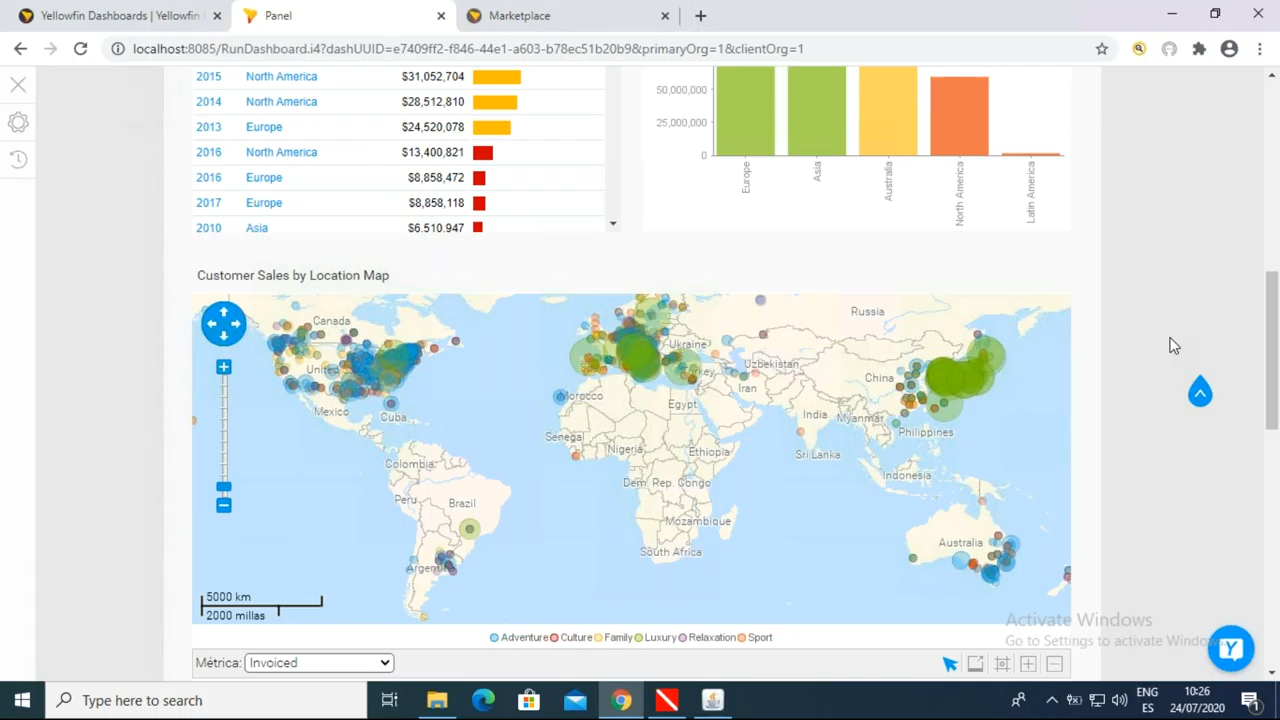 Yellowfin Dashboards | Yellowfin
Panel
Marketplace
localhost:8085/RunDashboard.i4?dashUUID=e7409ff2-f846-44e1-a603-b78ec51b20b9&primaryOrg=1&clientOrg=1
2015 North America $31,052,704
2014 North America $28,512,810
2013 Europe $24,520,078
2016 North America $13,400,821
2016 Europe $8,858,472
2017 Europe $8,858,118
2010 Asia $6,510,947
50,000,000
25,000,000
0
Europe
Asia
Australia
North America
Latin America
Customer Sales by Location Map
Canada
Russia
United
Ukraine
Uzbekistan
Turkey
China
Iran
Mexico
Cuba
Morocco
Egypt
India
Myanmar
Philippines
Senegal
Nigeria
Ethiopia
Sri Lanka
Colombia
Indonesia
Dem. Rep. Congo
Peru
Brazil
Mozambique
Australia
South Africa
Argentina
5000 km
2000 millas
Adventure Culture Family Luxury Relaxation Sport
Métrica: Invoiced
Activate Windows
Go to Settings to activate Windows.
Type here to search
ENG
ES
10:26
24/07/2020
1